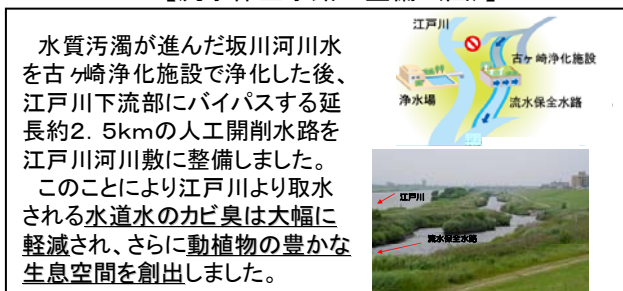 水質汚濁が進んだ坂川河川水
を古ヶ崎浄化施設で浄化した後、
江戸川下流部にバイパスする延
長約2．5kmの人工開削水路を
江戸川河川敷に整備しました。
このことにより江戸川より取水
される水道水のカビ臭は大幅に
軽減され、さらに動植物の豊かな
生息空間を創出しました。
江戸川
古ヶ崎浄化施設
浄水場
流水保全水路
江戸川
流水保全水路